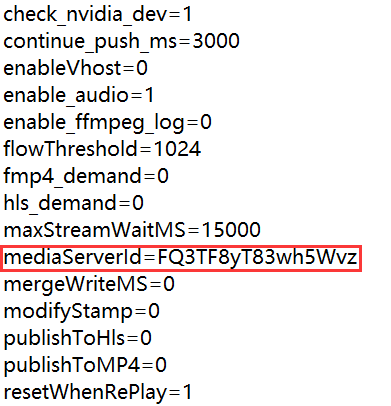 check_nvidia_dev=1
continue_push_ms=3000
enableVhost=0
enable_audio=1
enable_ffmpeg_log=0
flowThreshold=1024
fmp4_demand=0
hls_demand=0
maxStreamWaitMS=15000
mediaServerId=FQ3TF8yT83wh5Wvz
mergeWriteMS=0
modifyStamp=0
publishToHls=0
publishToMP4=0
resetWhenRePlay=1